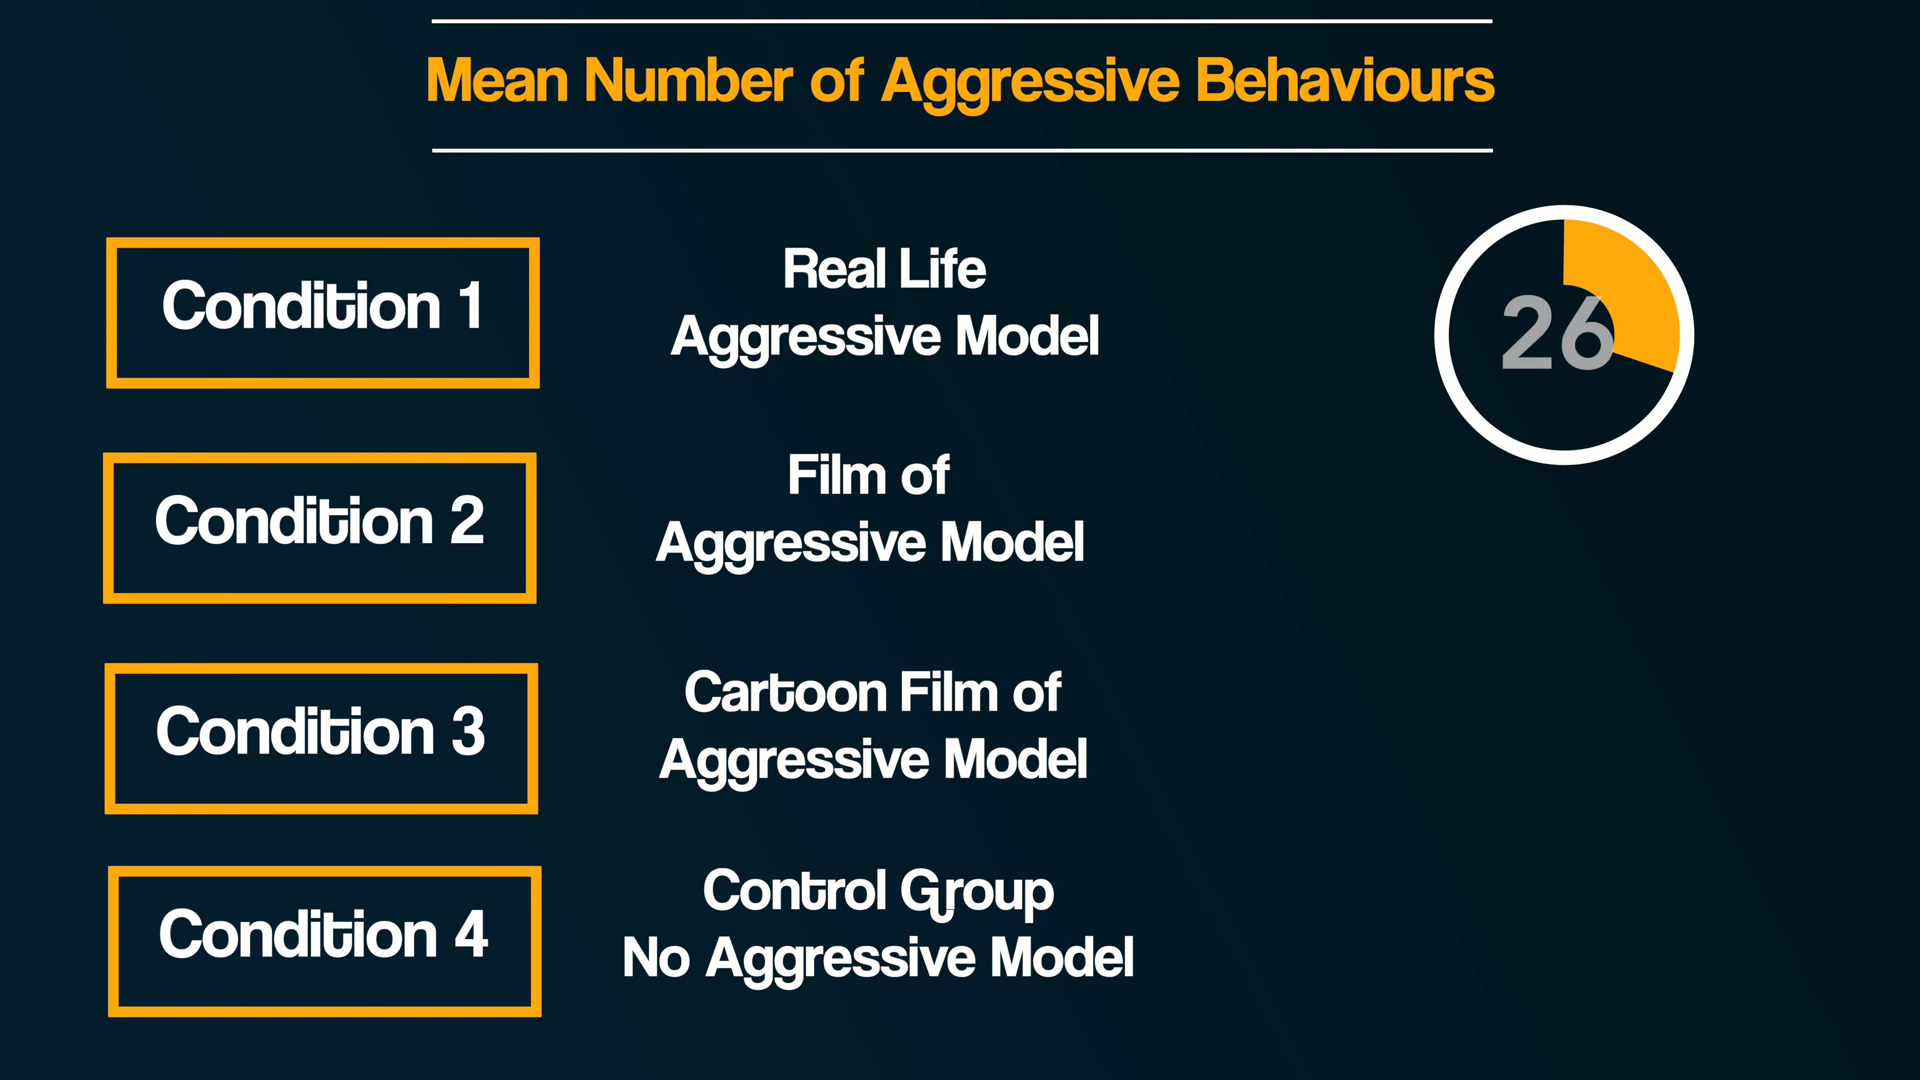 Mean Number of Aggressive Behaviours
Condition 1
Real Life
Aggressive Model
26
Condition 2
Film of
Aggressive Model
Condition 3
Cartoon Film of
Aggressive Model
Condition 4
Control Group
No Aggressive Model